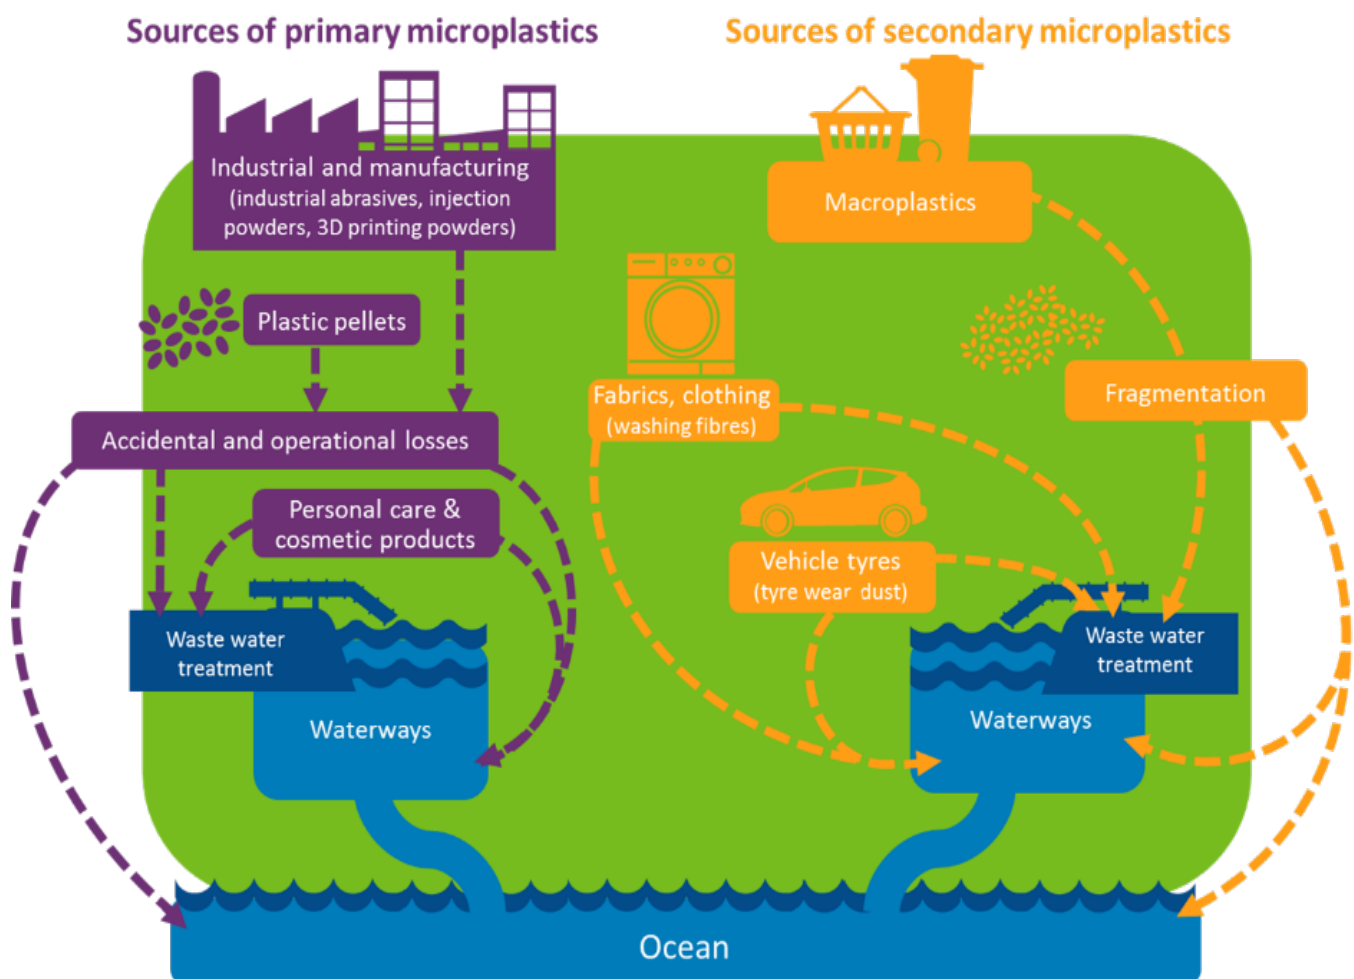 Sources of primary microplastics
Sources of secondary microplastics
Industrial and manufacturing
(industrial abrasives, injection
powders, 3D printing powders)
Macroplastics
Plastic pellets
Fabrics, clothing
(washing fibres)
Fragmentation
Accidental and operational losses
Personal care &
cosmetic products
Vehicle tyres
(tyre wear dust)
Waste water
treatment
Waterways
Waste water
treatment
Waterways
Ocean